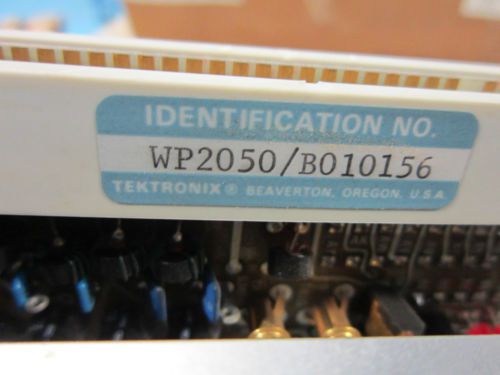 IDENTIFICATION NO.
WP2050/B010156
TEKTRONIX® BEAVERTON, OREGON, U.S.A.